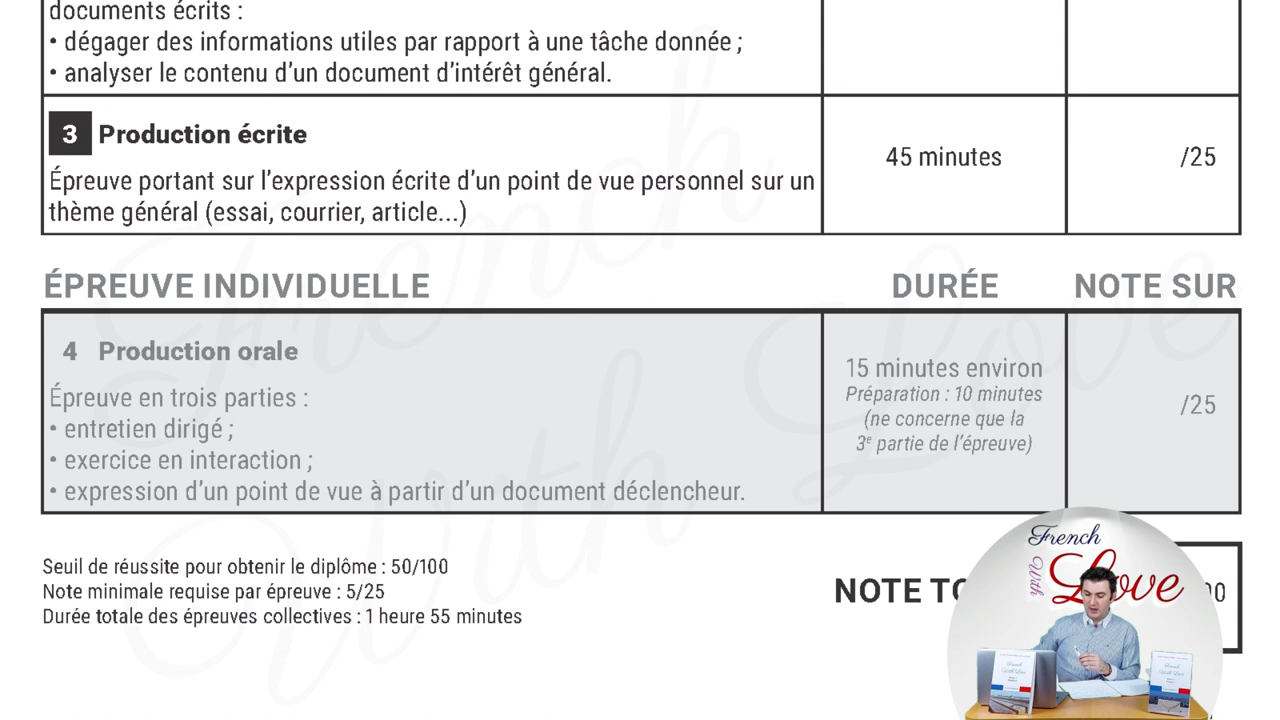 documents écrits :
• dégager des informations utiles par rapport à une tâche donnée ;
• analyser le contenu d’un document d’intérêt général.
3 Production écrite
Épreuve portant sur l’expression écrite d’un point de vue personnel sur un
thème général (essai, courrier, article...)
45 minutes
/25
ÉPREUVE INDIVIDUELLE DURÉE NOTE SUR
4 Production orale
Épreuve en trois parties :
• entretien dirigé ;
• exercice en interaction ;
• expression d’un point de vue à partir d’un document déclencheur.
15 minutes environ
Préparation : 10 minutes
(ne concerne que la
3e partie de l’épreuve)
/25
Seuil de réussite pour obtenir le diplôme : 50/100
Note minimale requise par épreuve : 5/25
Durée totale des épreuves collectives : 1 heure 55 minutes
NOTE
French
With
Love
French
With Love